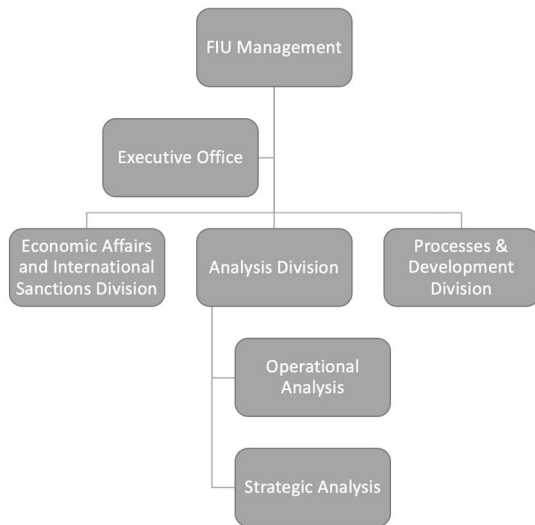 FIU Management
Executive Office
Economic Affairs
and International
Sanctions Division
Analysis Division
Processes &
Development
Division
Operational
Analysis
Strategic Analysis